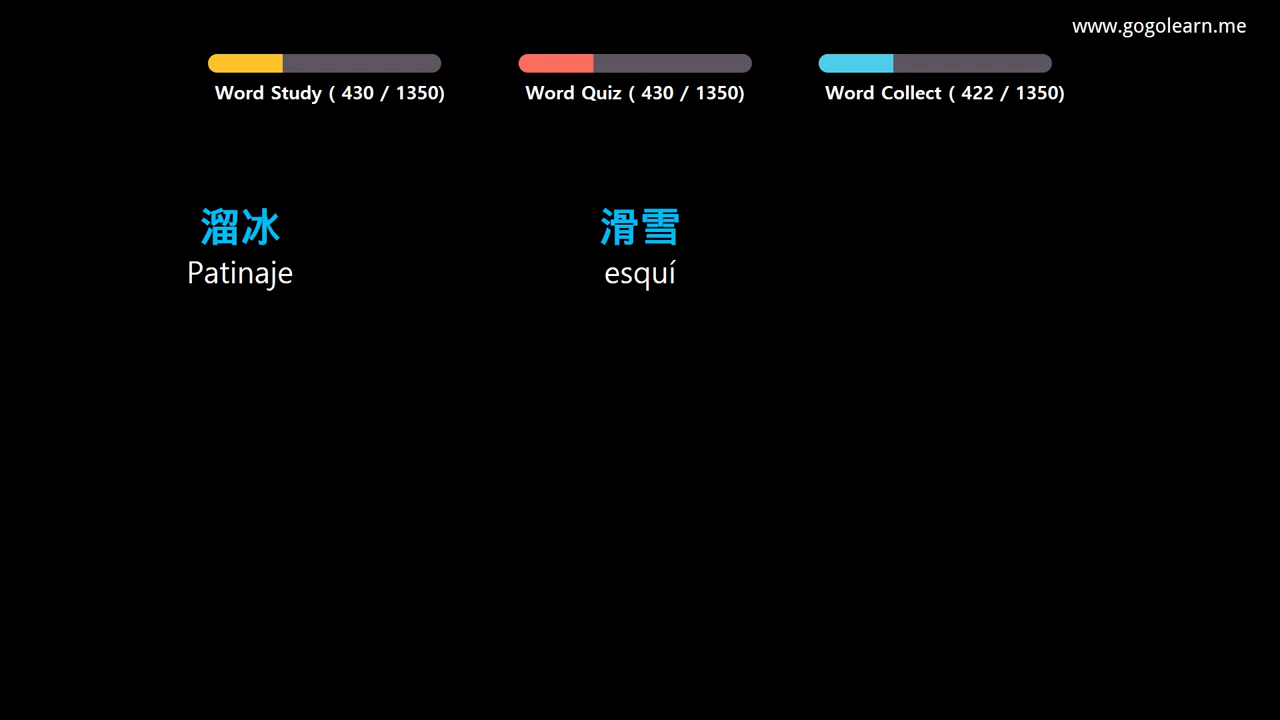 www.gogolearn.me
Word Study ( 430 / 1350)
Word Quiz ( 430 / 1350)
Word Collect ( 422 / 1350)
溜冰
Patinaje
滑雪
esquí